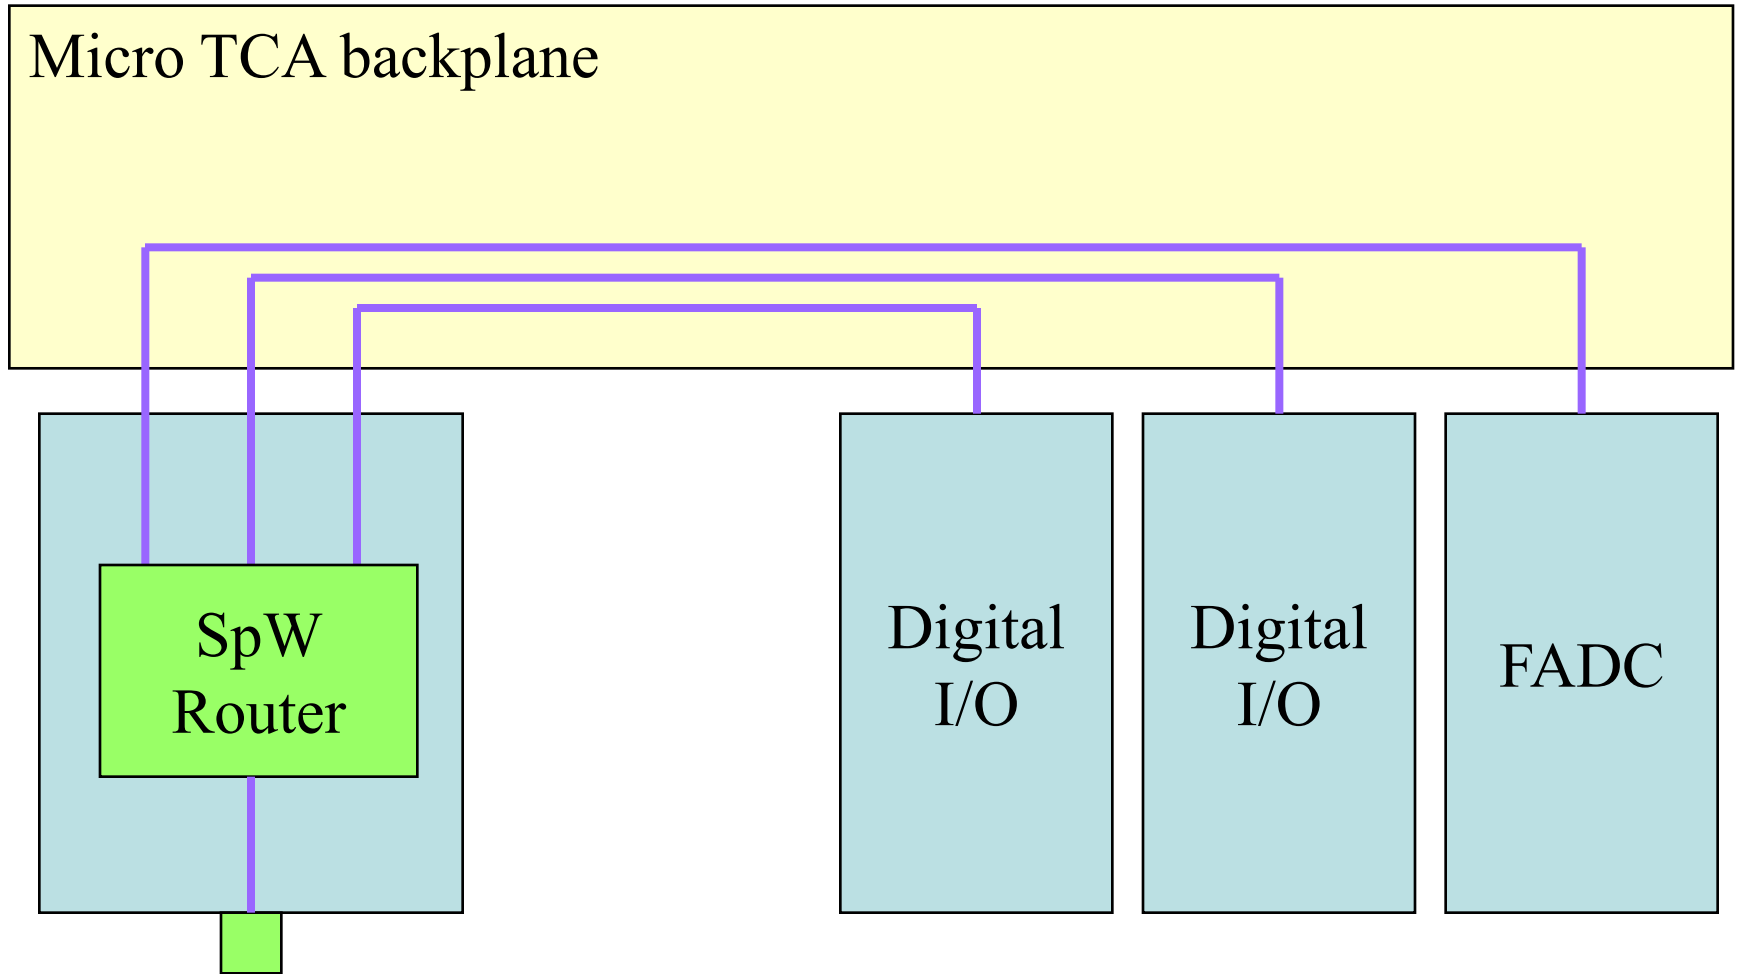 Micro TCA backplane
SpW
Router
Digital
I/O
Digital
I/O
FADC